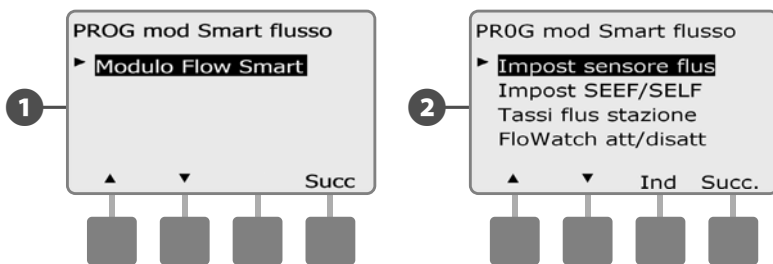 PROG mod Smart flusso
Modulo Flow Smart
1
Succ
PR0G mod Smart flusso
Impost sensore flus
Impost SEEF/SELF
2
Tassi flus stazione
FloWatch att/disatt
Ind Succ.